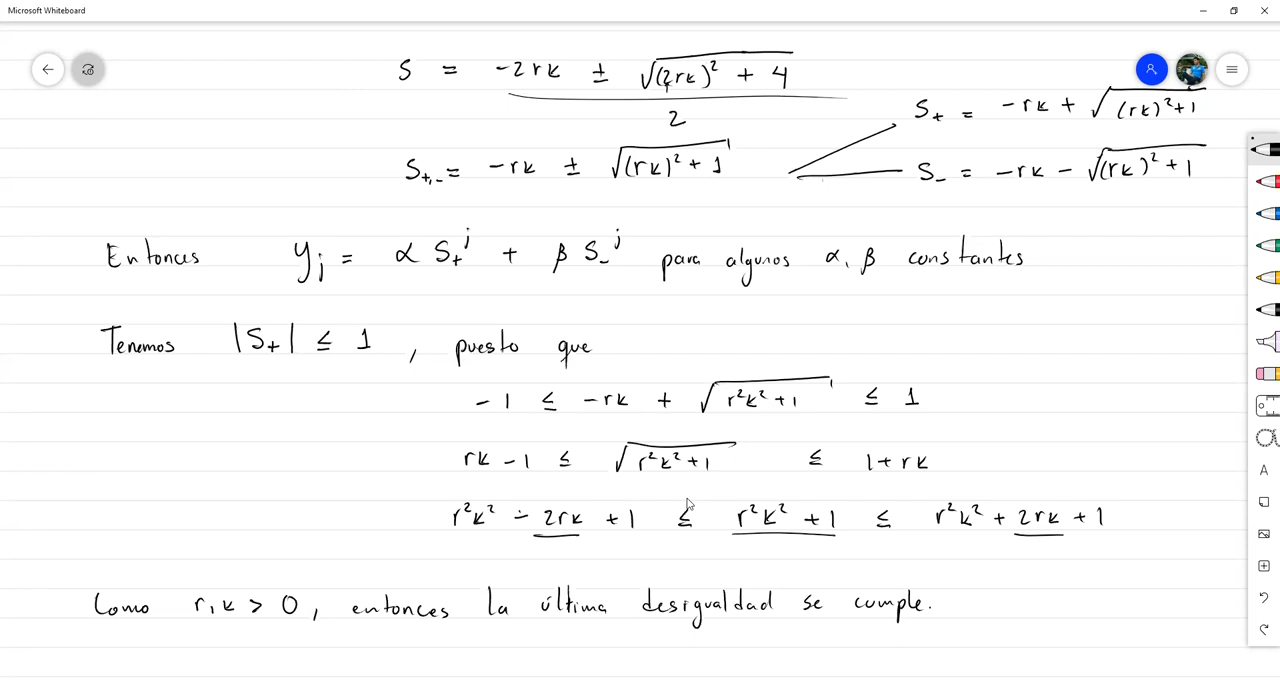 Microsoft Whiteboard
S = (-2rk ± √((2rk)² + 4)) / 2
S₊,₋ = -rk ± √((rk)² + 1)
S₊ = -rk + √((rk)² + 1)
S₋ = -rk - √((rk)² + 1)
Entonces yⱼ = α S₊ʲ + β S₋ʲ para algunos α, β constantes
Tenemos |S₊| ≤ 1 , puesto que
-1 ≤ -rk + √(r²k² + 1) ≤ 1
rk - 1 ≤ √(r²k² + 1) ≤ 1 + rk
r²k² - 2rk + 1 ≤ r²k² + 1 ≤ r²k² + 2rk + 1
Como r, k > 0, entonces la última desigualdad se cumple.